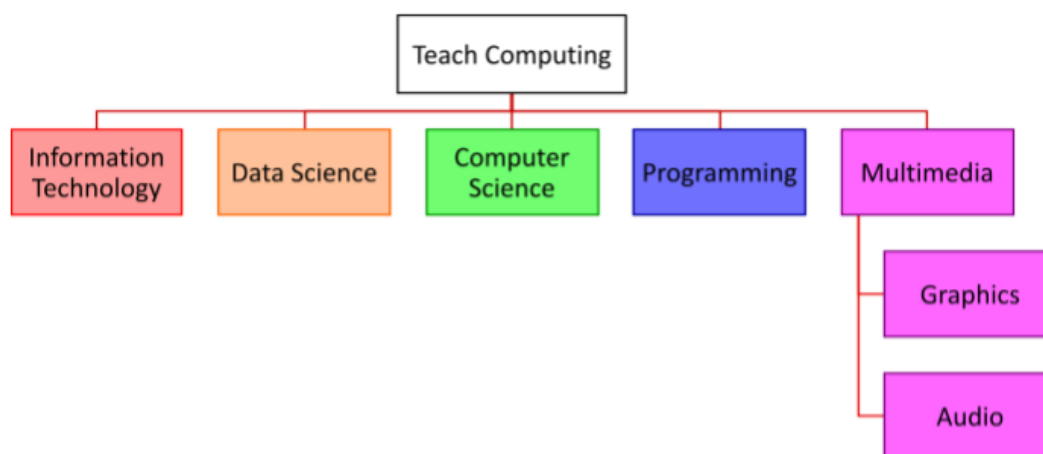 Teach Computing
Information
Technology
Data Science
Computer
Science
Programming
Multimedia
Graphics
Audio